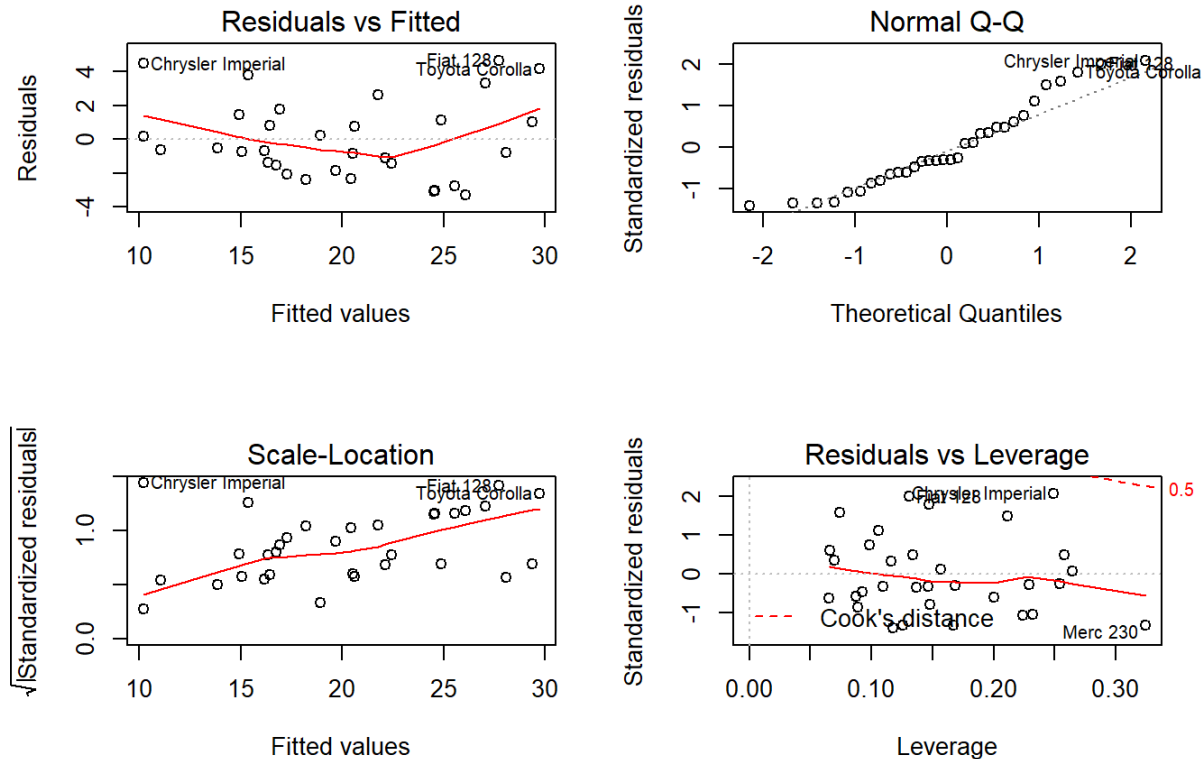 Residuals vs Fitted
Residuals
4
2
0
-4
Chrysler Imperial
Fiat 128
Toyota Corolla
10 15 20 25 30
Fitted values
Normal Q-Q
Standardized residuals
2
1
0
-1
Chrysler Imperial
Fiat 128
Toyota Corolla
-2 -1 0 1 2
Theoretical Quantiles
Scale-Location
√|Standardized residuals|
1.0
0.0
Chrysler Imperial
Fiat 128
Toyota Corolla
10 15 20 25 30
Fitted values
Residuals vs Leverage
Standardized residuals
2
1
0
-1
Chrysler Imperial
Fiat 128
0.5
Cook's distance
Merc 230
0.00 0.10 0.20 0.30
Leverage